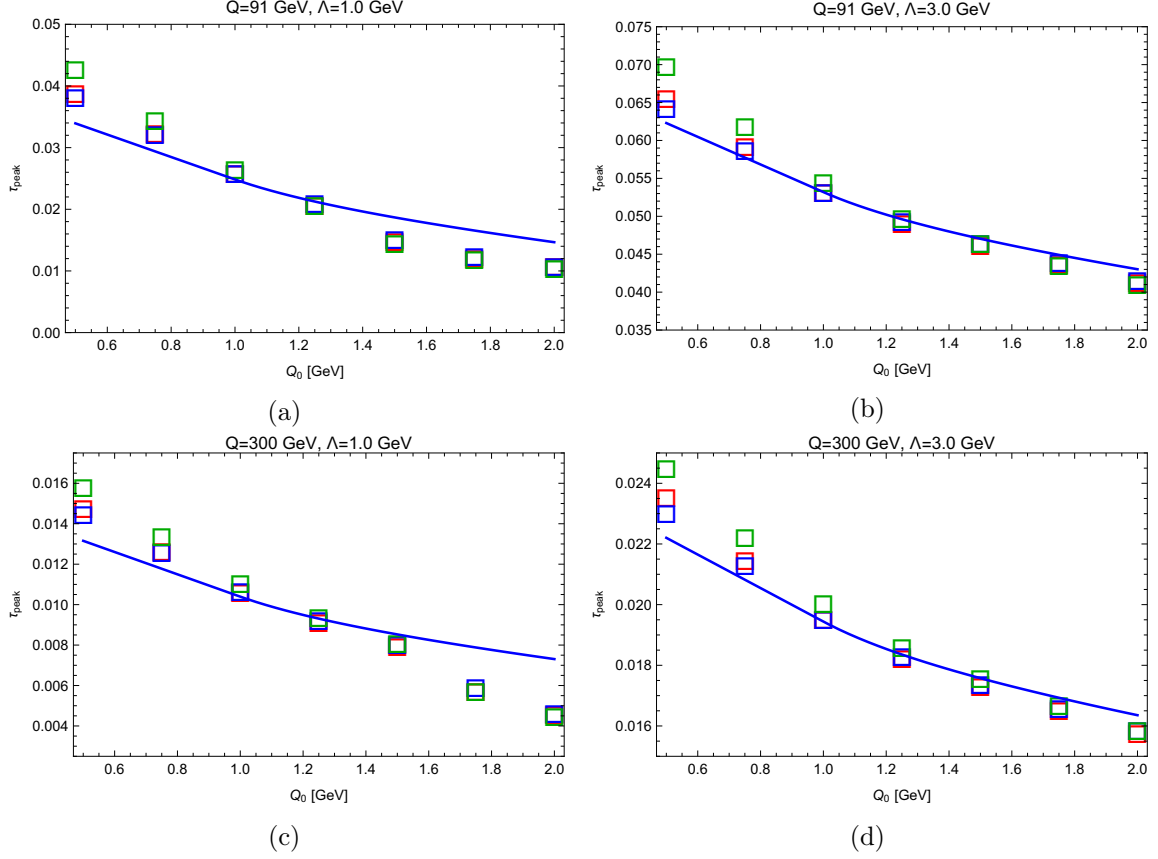 Q=91 GeV, Λ=1.0 GeV
0.05
0.04
0.03
0.02
0.01
0.00
τpeak
0.6 0.8 1.0 1.2 1.4 1.6 1.8 2.0
Q0 [GeV]
(a)
Q=91 GeV, Λ=3.0 GeV
0.075
0.070
0.065
0.060
0.055
0.050
0.045
0.040
0.035
τpeak
0.6 0.8 1.0 1.2 1.4 1.6 1.8 2.0
Q0 [GeV]
(b)
Q=300 GeV, Λ=1.0 GeV
0.016
0.014
0.012
0.010
0.008
0.006
0.004
τpeak
0.6 0.8 1.0 1.2 1.4 1.6 1.8 2.0
Q0 [GeV]
(c)
Q=300 GeV, Λ=3.0 GeV
0.024
0.022
0.020
0.018
0.016
τpeak
0.6 0.8 1.0 1.2 1.4 1.6 1.8 2.0
Q0 [GeV]
(d)